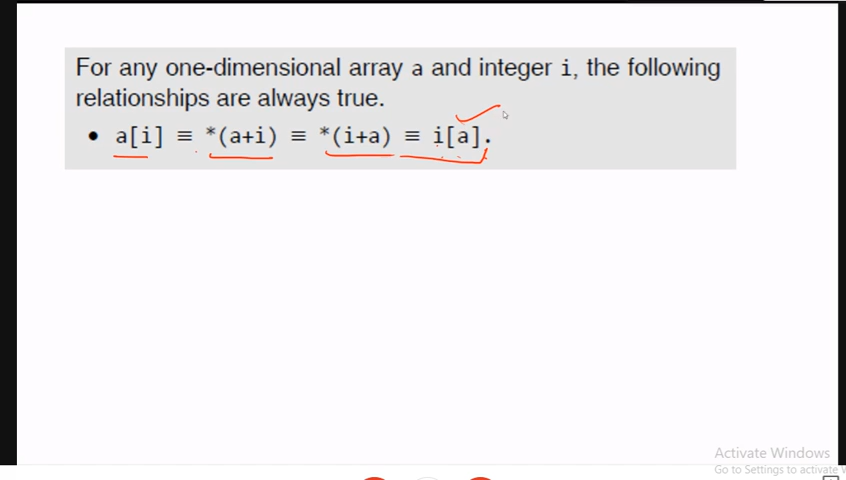 For any one-dimensional array a and integer i, the following
relationships are always true.
• a[i] ≡ *(a+i) ≡ *(i+a) ≡ i[a].
Activate Windows
Go to Settings to activate W